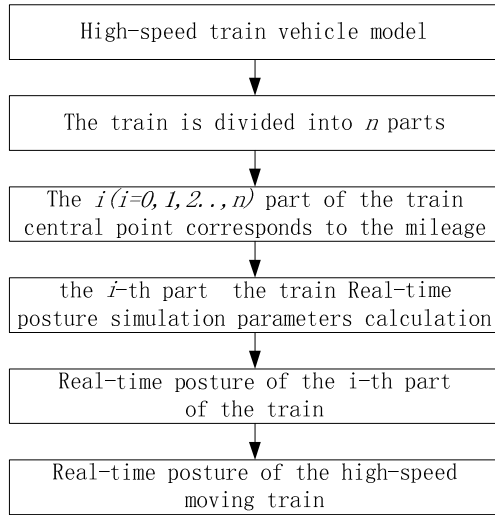 High-speed train vehicle model
The train is divided into n parts
The i(i=0,1,2..,n) part of the train
central point corresponds to the mileage
the i-th part the train Real-time
posture simulation parameters calculation
Real-time posture of the i-th part
of the train
Real-time posture of the high-speed
moving train